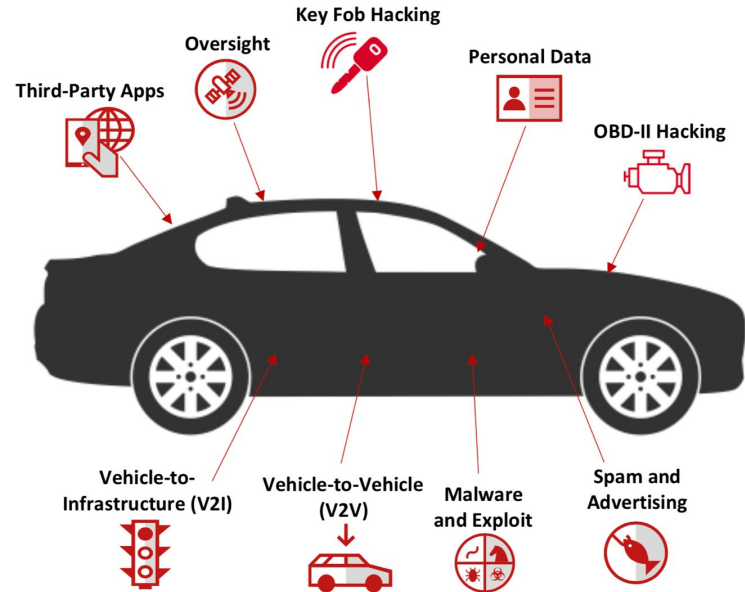 Key Fob Hacking
Oversight
Personal Data
Third-Party Apps
OBD-II Hacking
Vehicle-to-
Infrastructure (V2I)
Vehicle-to-Vehicle
(V2V)
Malware
and Exploit
Spam and
Advertising